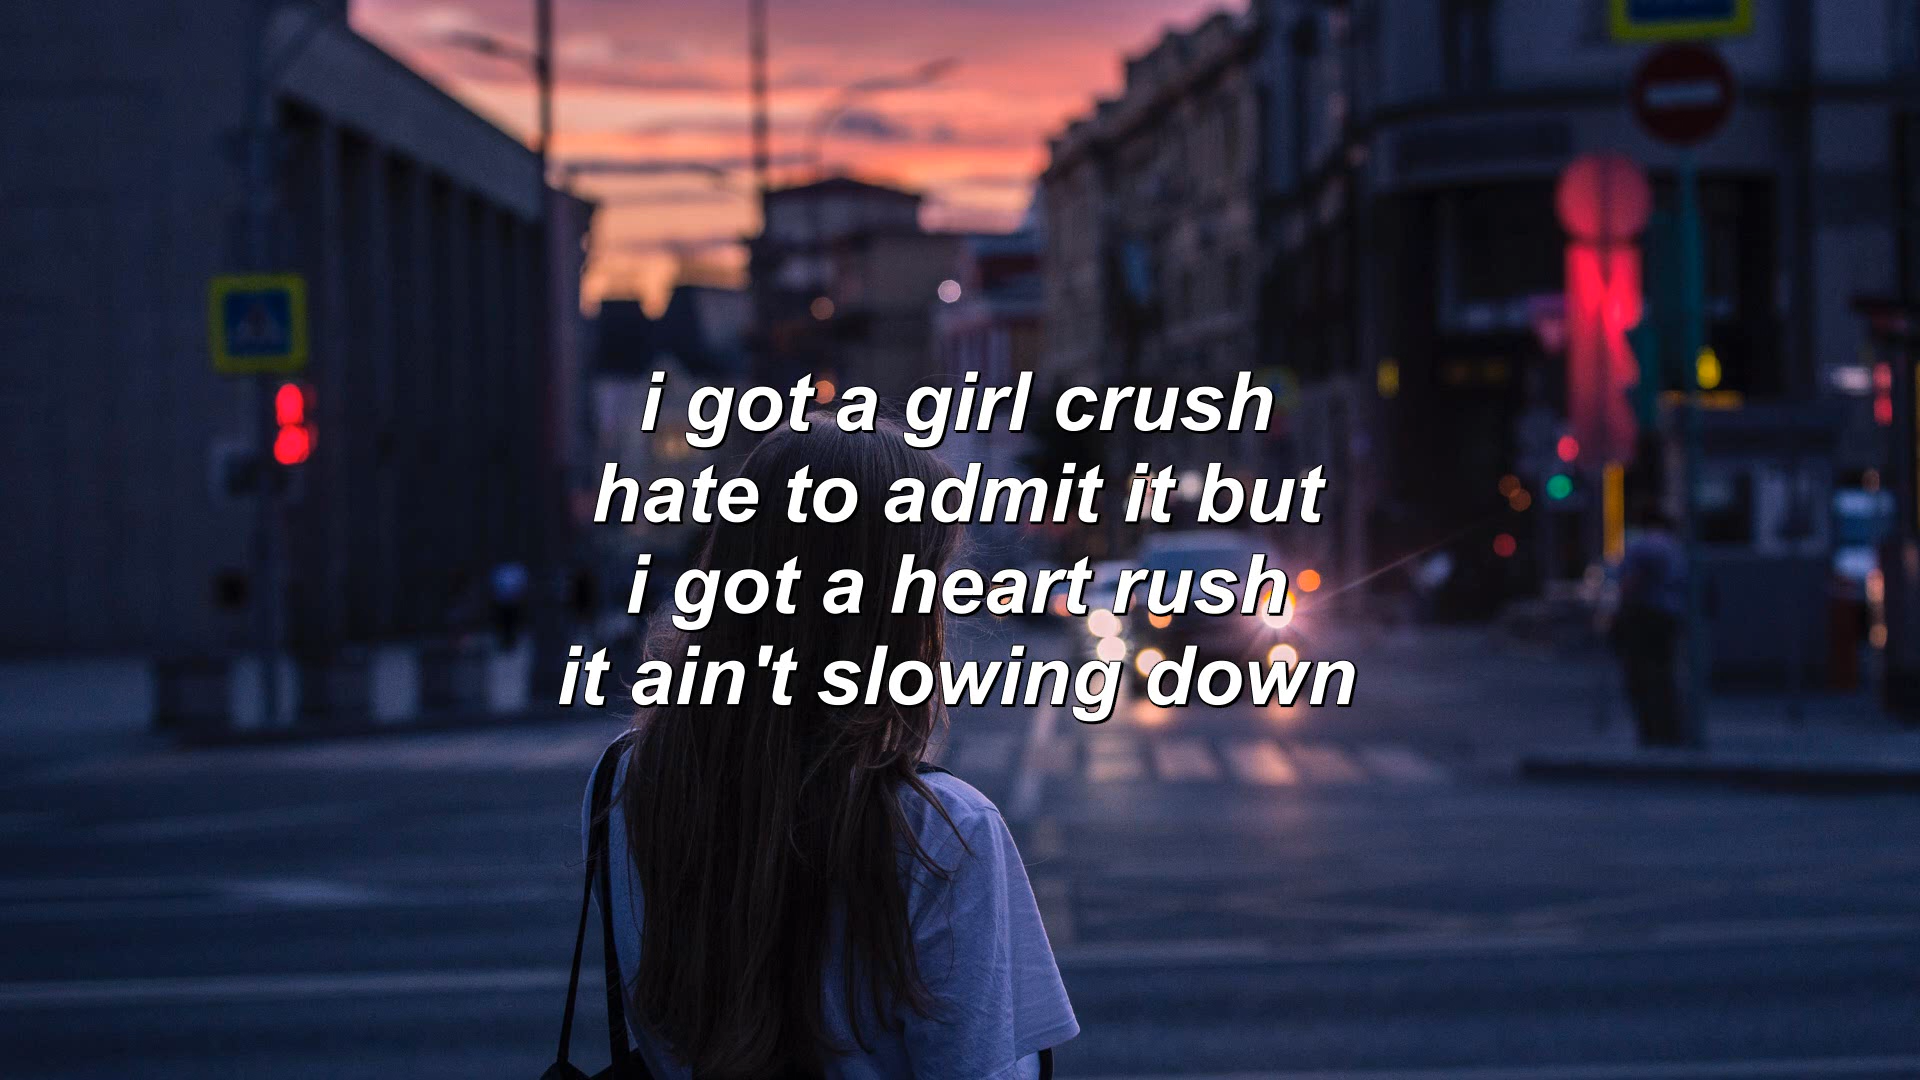 i got a girl crush
hate to admit it but
i got a heart rush
it ain't slowing down